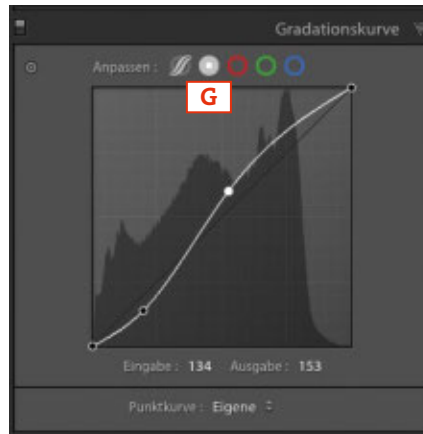 Gradationskurve
Anpassen :
G
Eingabe : 134 Ausgabe : 153
Punktkurve : Eigene